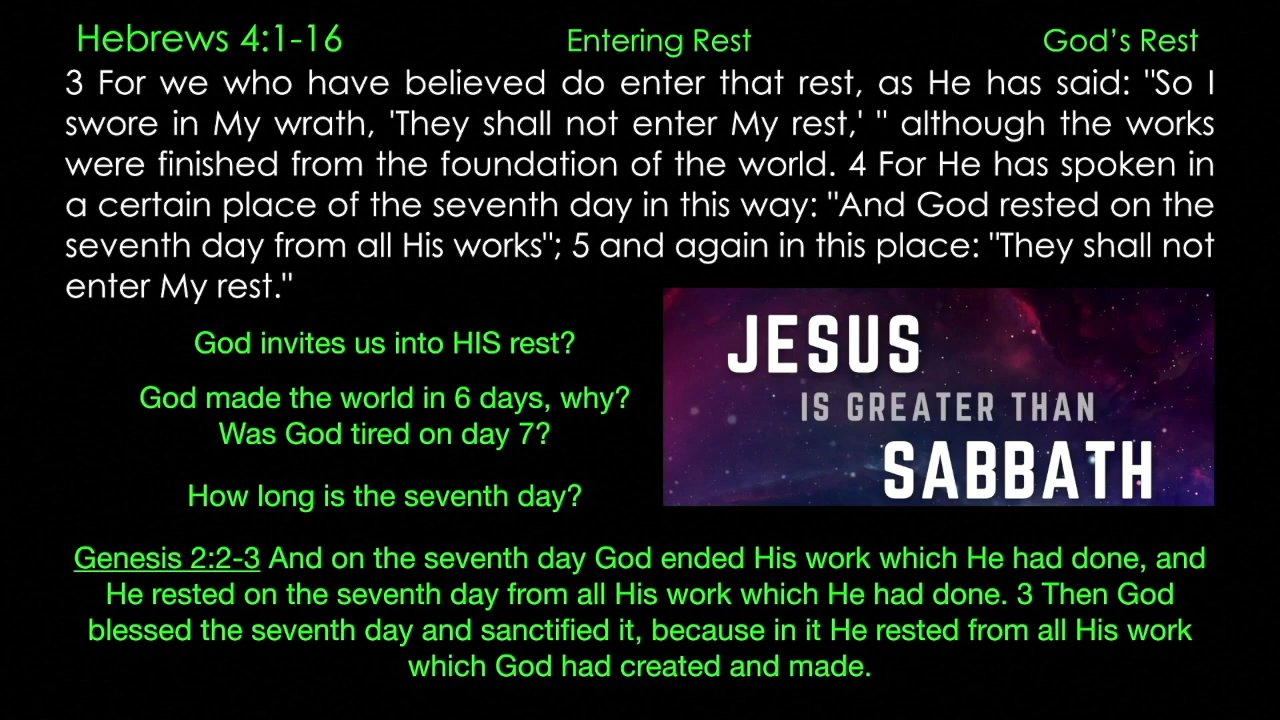 Hebrews 4:1-16 Entering Rest God’s Rest
3 For we who have believed do enter that rest, as He has said: "So I
swore in My wrath, 'They shall not enter My rest,' " although the works
were finished from the foundation of the world. 4 For He has spoken in
a certain place of the seventh day in this way: "And God rested on the
seventh day from all His works"; 5 and again in this place: "They shall not
enter My rest."
God invites us into HIS rest?
God made the world in 6 days, why?
Was God tired on day 7?
How long is the seventh day?
JESUS
IS GREATER THAN
SABBATH
Genesis 2:2-3 And on the seventh day God ended His work which He had done, and
He rested on the seventh day from all His work which He had done. 3 Then God
blessed the seventh day and sanctified it, because in it He rested from all His work
which God had created and made.